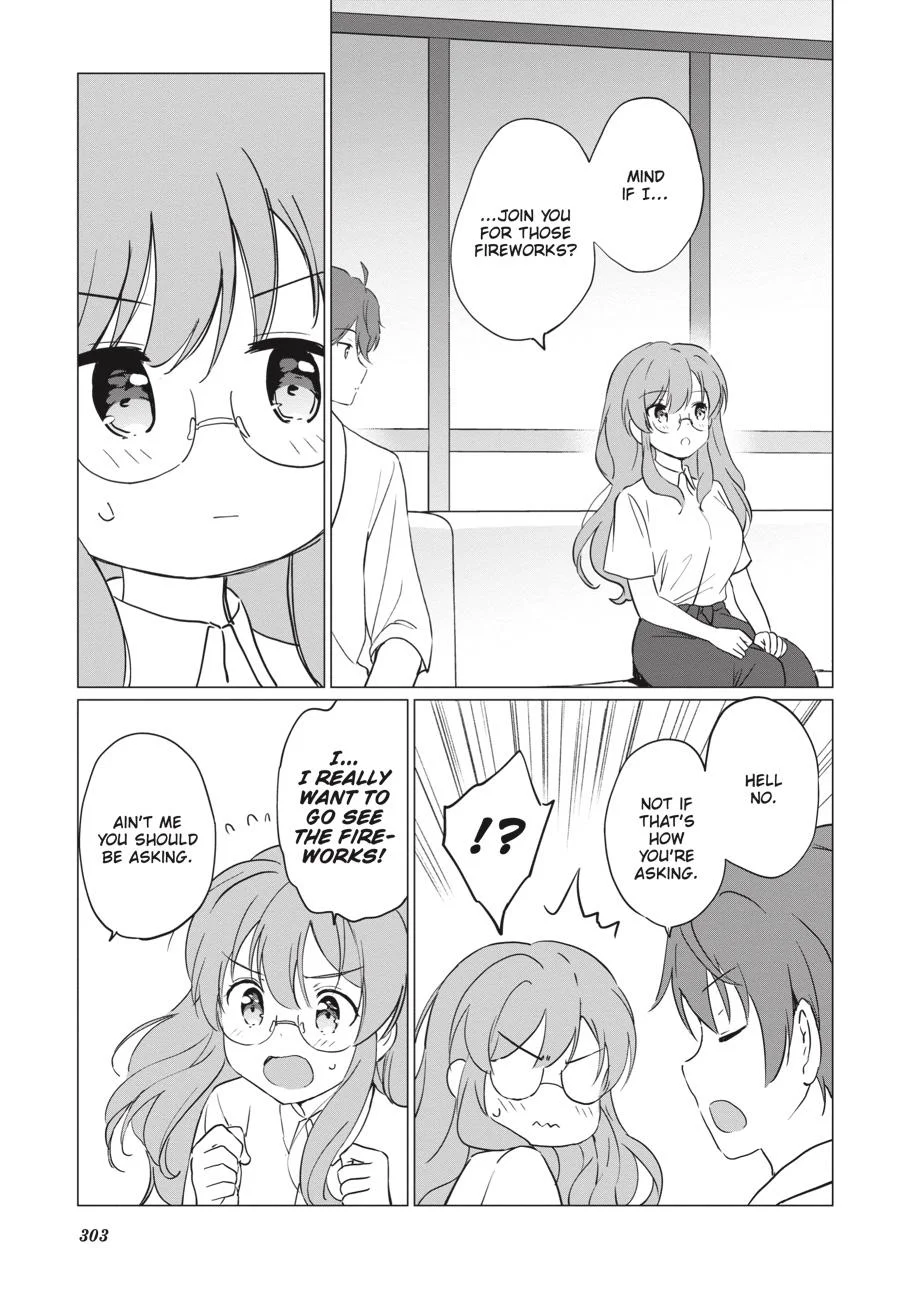 MIND
IF I...
...JOIN YOU
FOR THOSE
FIREWORKS?
HELL
NO.
NOT IF
THAT'S
HOW
YOU'RE
ASKING.
!?
I...
I REALLY
WANT TO
GO SEE
THE FIRE-
WORKS!
AIN'T ME
YOU SHOULD
BE ASKING.
303